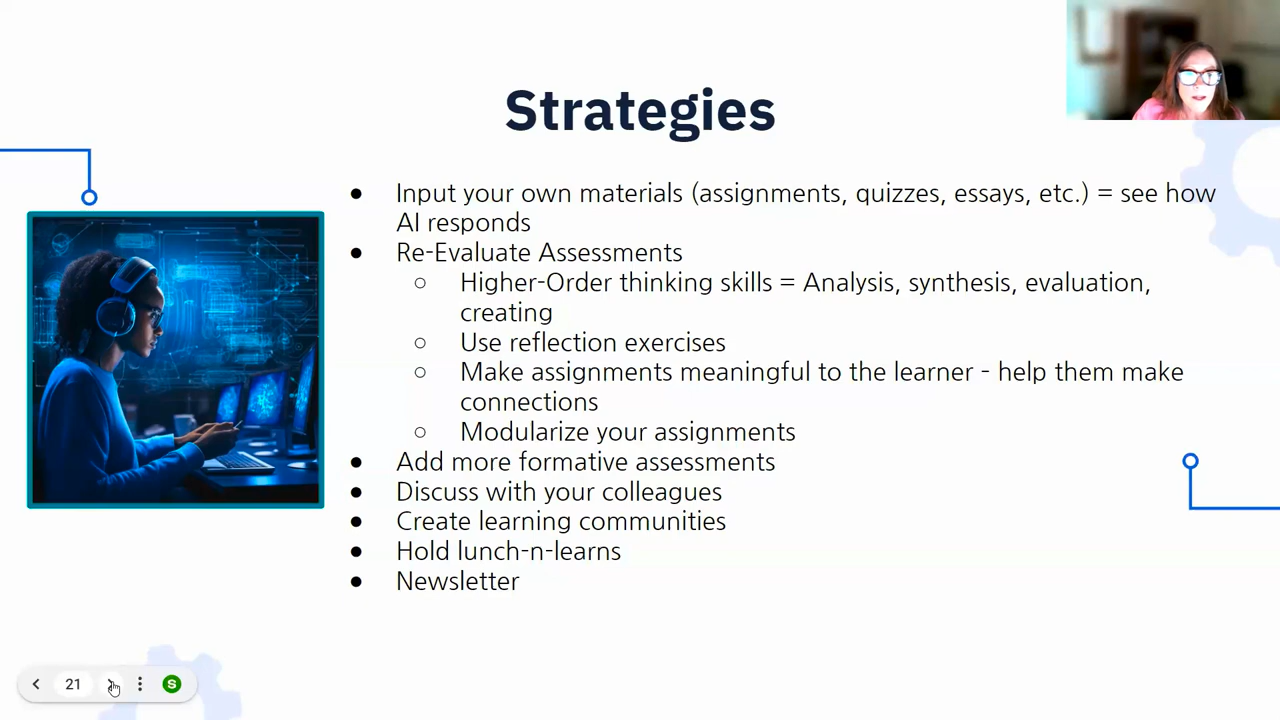 Strategies
● Input your own materials (assignments, quizzes, essays, etc.) = see how
AI responds
● Re-Evaluate Assessments
○ Higher-Order thinking skills = Analysis, synthesis, evaluation,
creating
○ Use reflection exercises
○ Make assignments meaningful to the learner - help them make
connections
○ Modularize your assignments
● Add more formative assessments
● Discuss with your colleagues
● Create learning communities
● Hold lunch-n-learns
● Newsletter
21
S